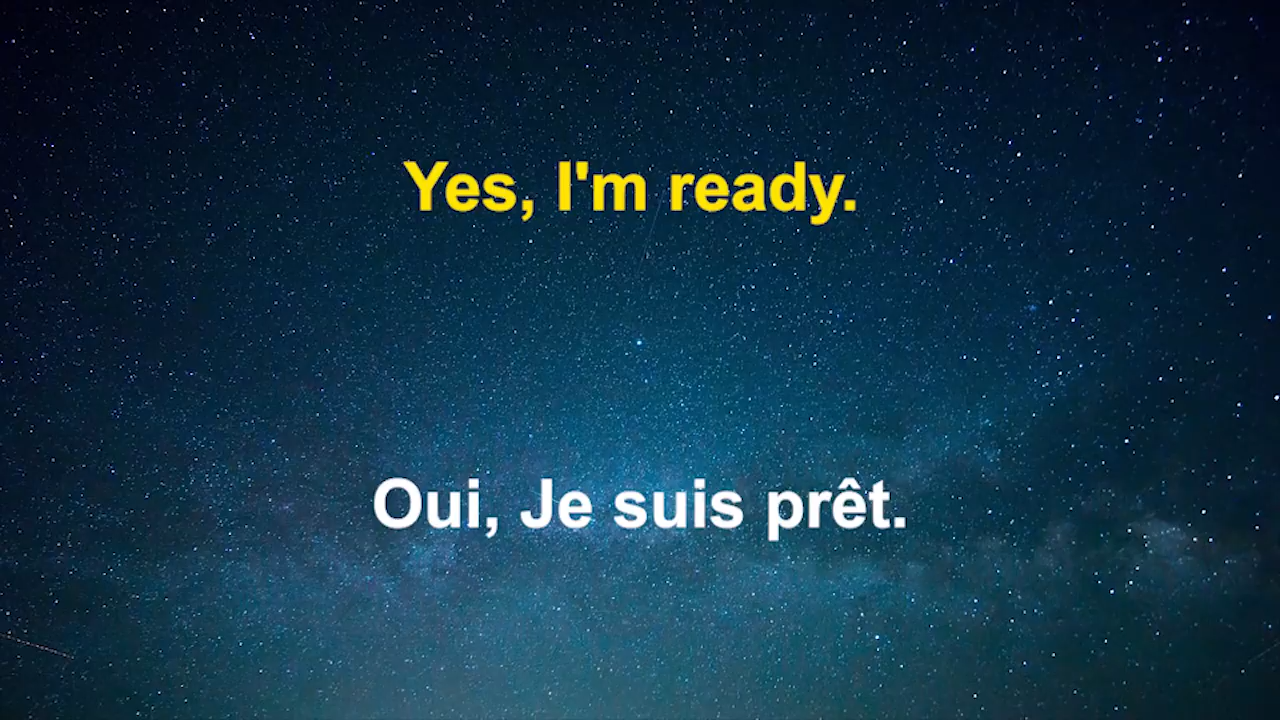 Yes, I'm ready.
Oui, Je suis prêt.